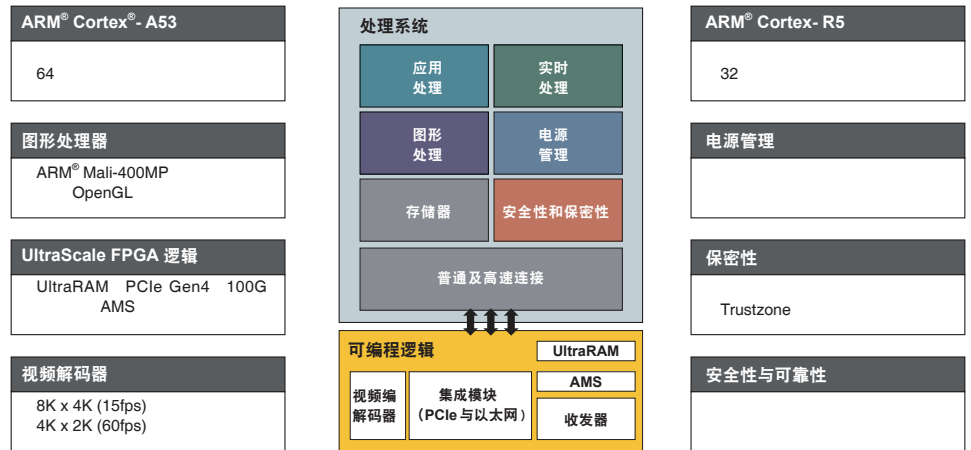 ARM® Cortex®- A53
64
图形处理器
ARM® Mali-400MP
OpenGL
UltraScale FPGA 逻辑
UltraRAM PCIe Gen4 100G
AMS
视频解码器
8K x 4K (15fps)
4K x 2K (60fps)
处理系统
应用
处理
实时
处理
图形
处理
电源
管理
存储器
安全性和保密性
普通及高速连接
可编程逻辑
UltraRAM
视频编
解码器
集成模块
（PCIe与以太网）
AMS
收发器
ARM® Cortex- R5
32
电源管理
保密性
Trustzone
安全性与可靠性